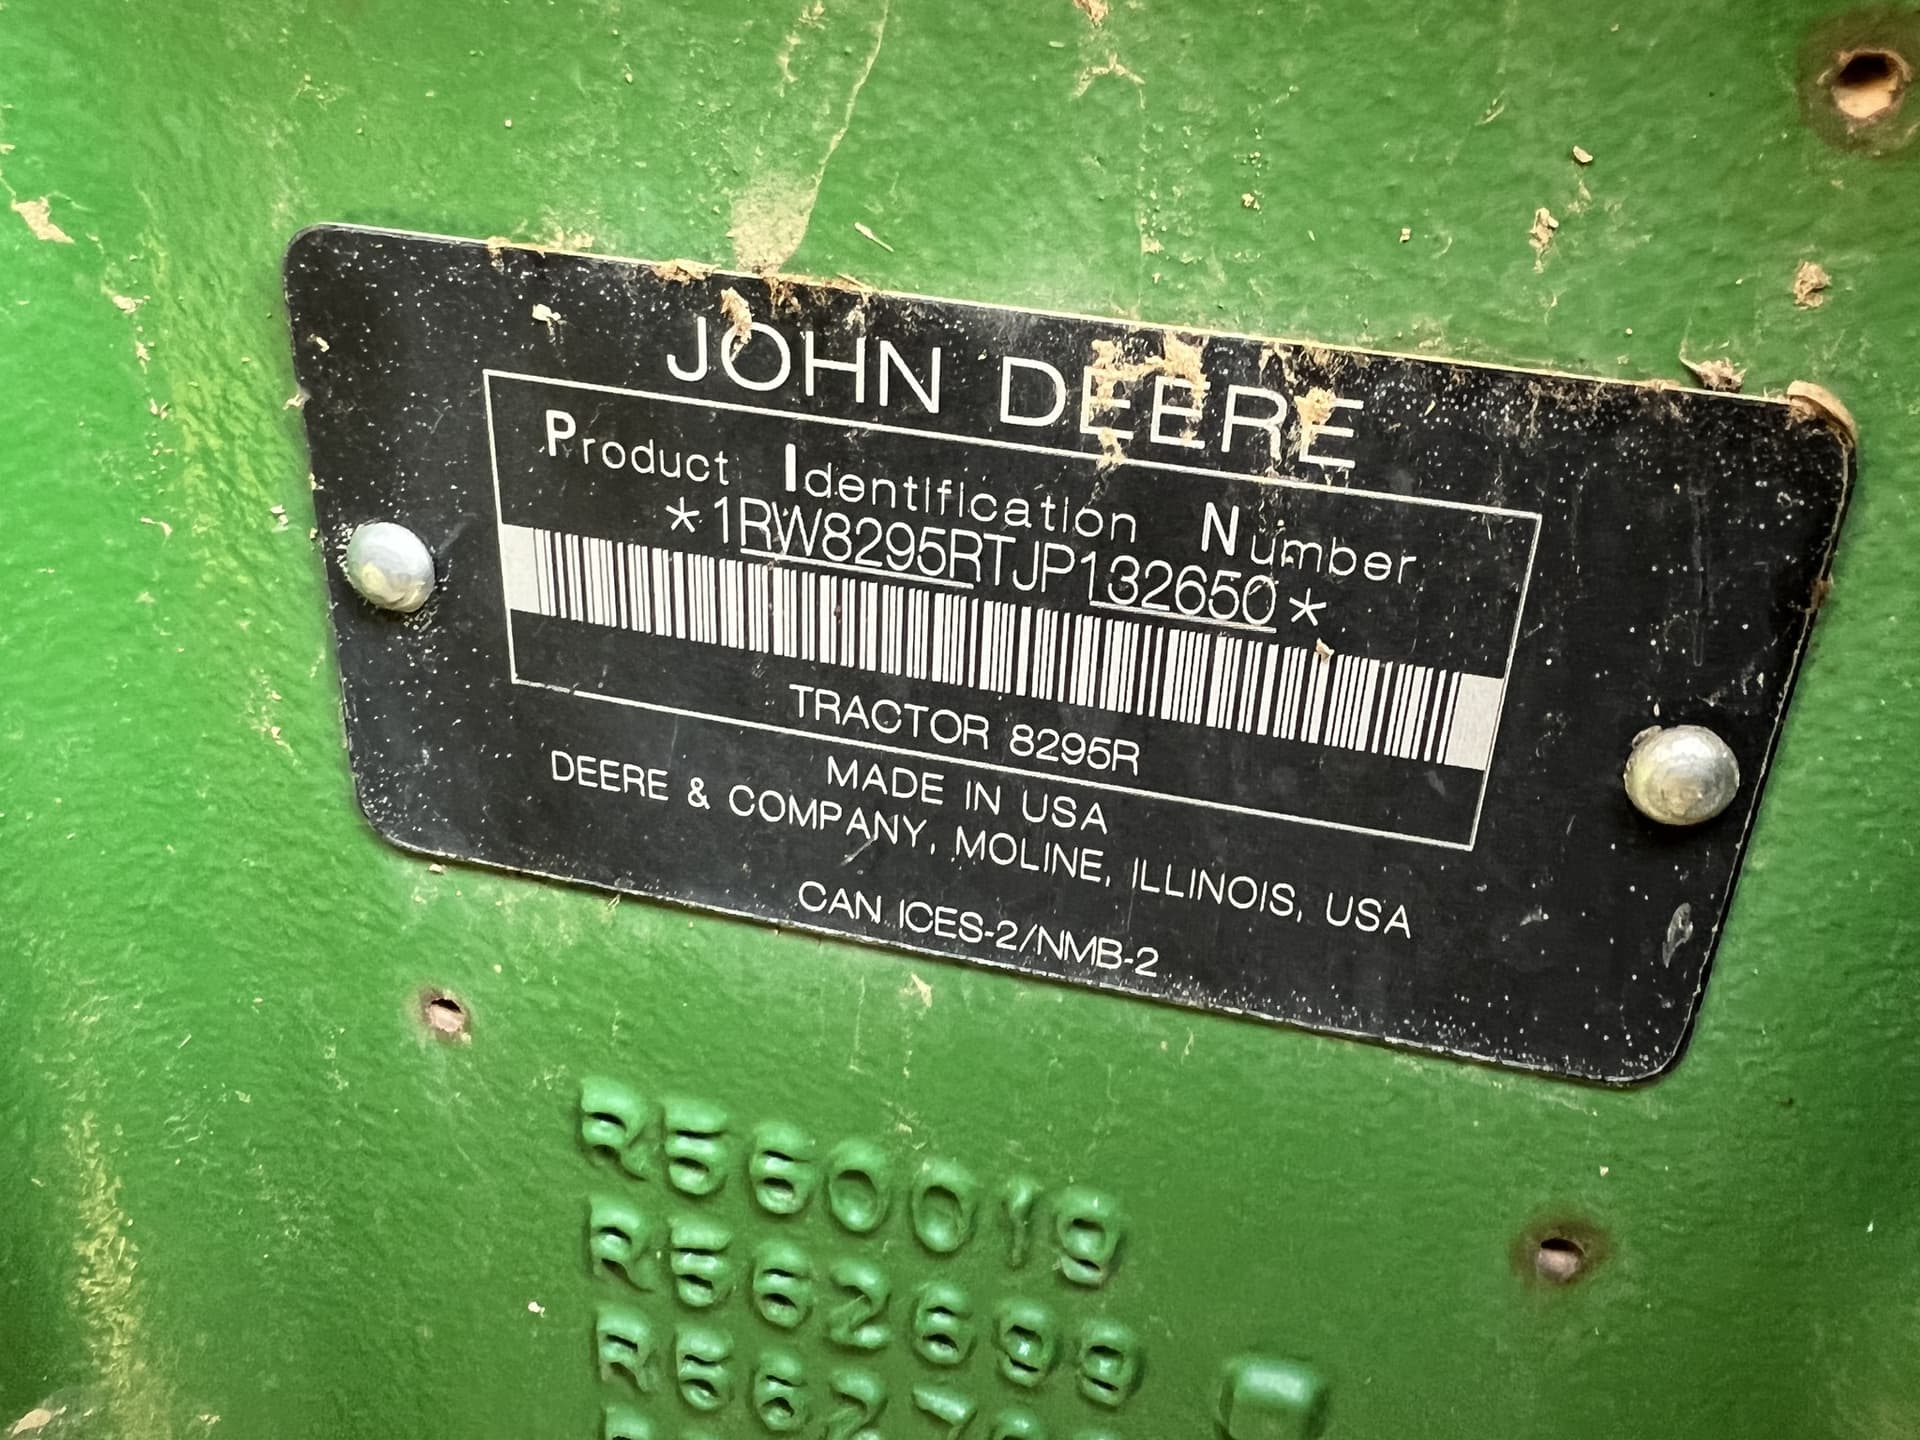 JOHN DEERE
Product Identification Number
*1RW8295RTJP132650*
TRACTOR 8295R
MADE IN USA
DEERE & COMPANY, MOLINE, ILLINOIS, USA
CAN ICES-2/NMB-2
R560019
R562699